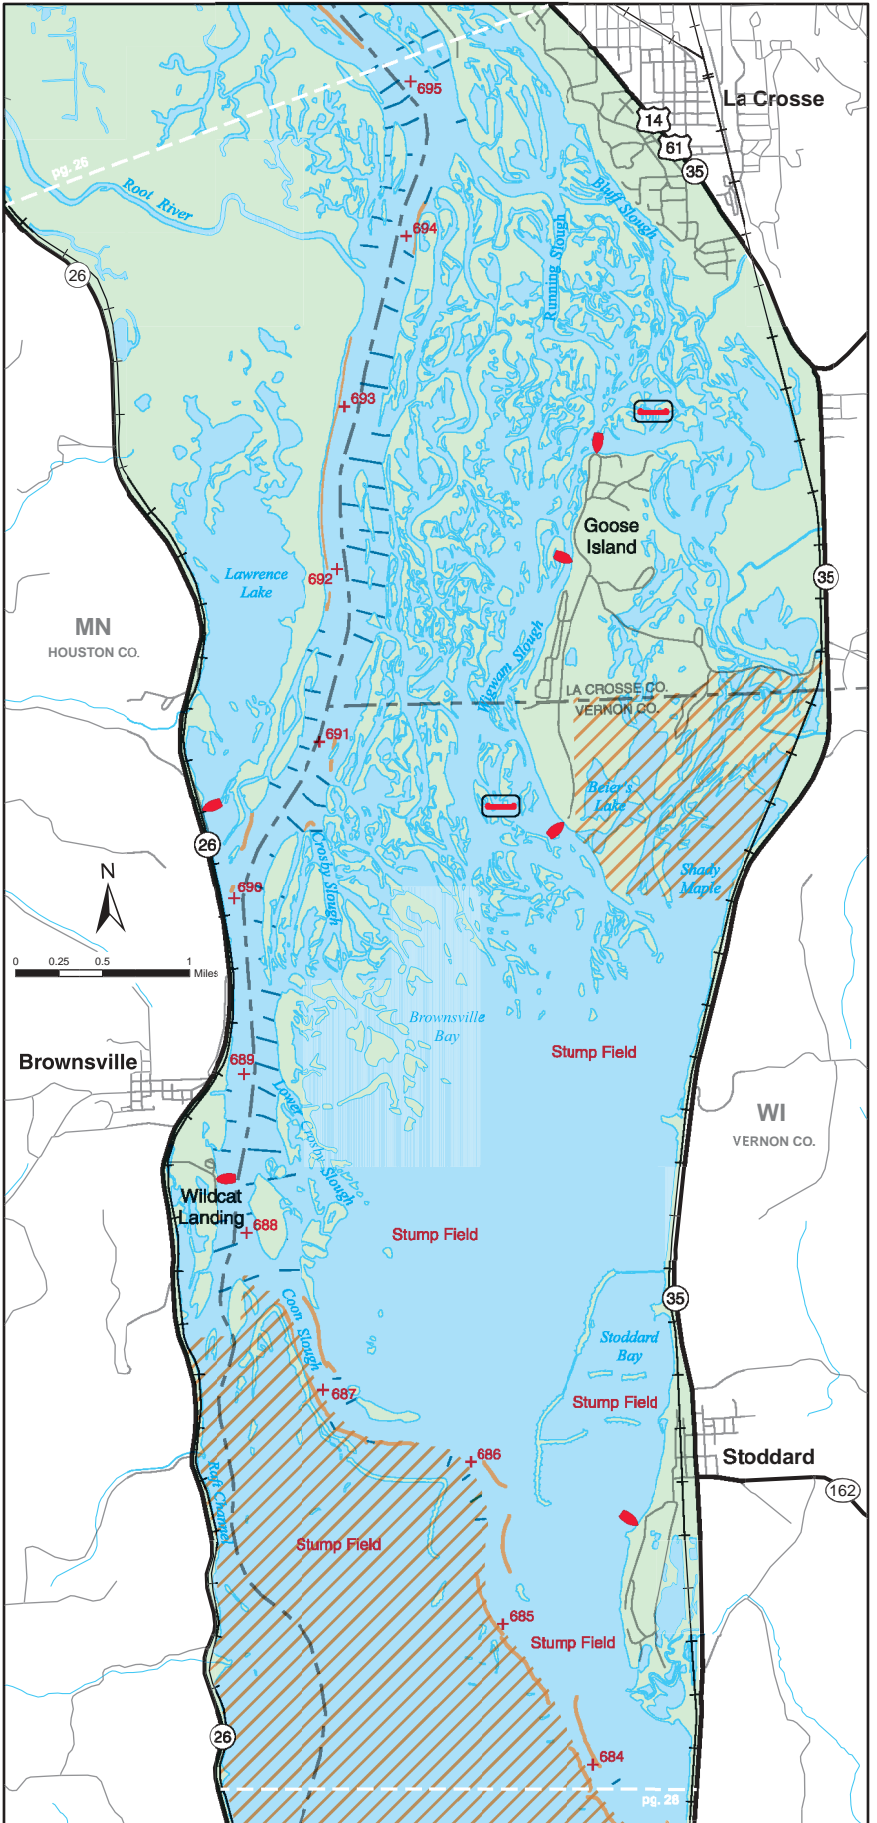 695
La Crosse
14
61
35
pg. 26
Root River
Bluff Slough
694
Running Slough
26
693
Goose
Island
692
Lawrence
Lake
35
MN
HOUSTON CO.
Wigwam Slough
LA CROSSE CO.
VERNON CO.
691
Beier's
Lake
26
Crosby Slough
Shady
Maple
N
690
0 0.25 0.5 1
Miles
Brownsville
Bay
Stump Field
689
Brownsville
Lower Crosby Slough
WI
VERNON CO.
Wildcat
Landing
688
Stump Field
Coon Slough
35
Stoddard
Bay
687
Stump Field
686
Stoddard
162
Raft Channel
Stump Field
685
Stump Field
26
684
pg. 28